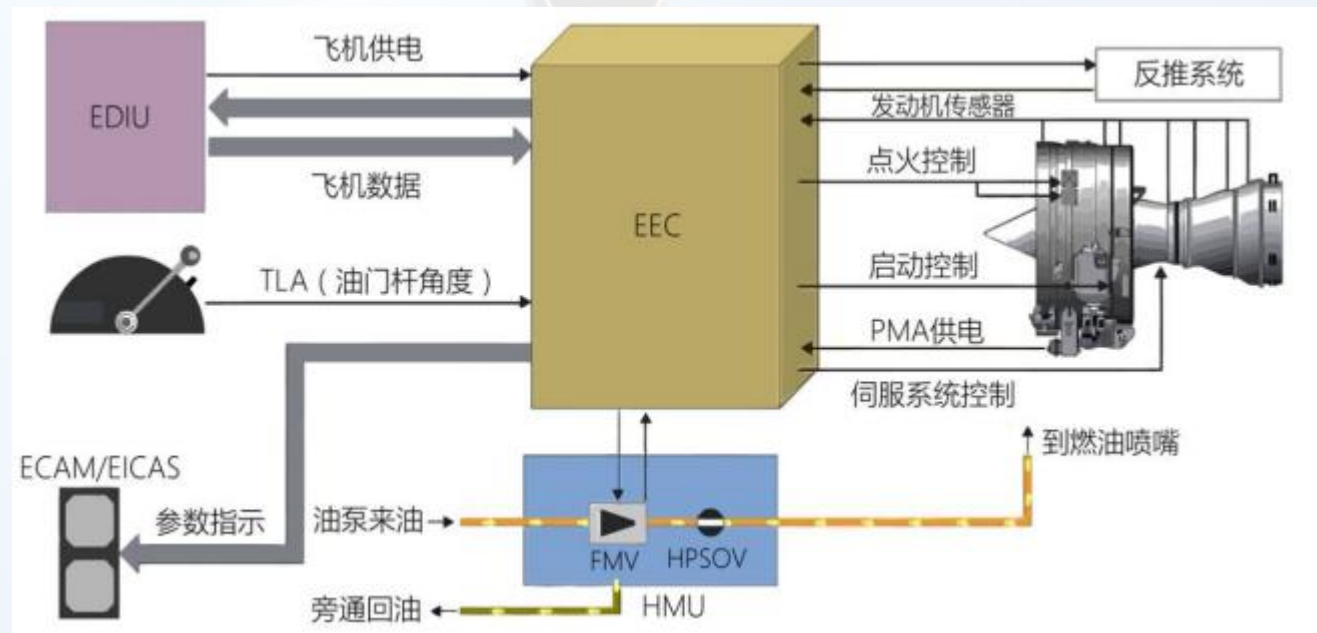 飞机供电
EDIU
飞机数据
EEC
反推系统
发动机传感器
点火控制
TLA（油门杆角度）
启动控制
PMA供电
伺服系统控制
ECAM/EICAS
参数指示
油泵来油
FMV
HPSOV
到燃油喷嘴
旁通回油
HMU